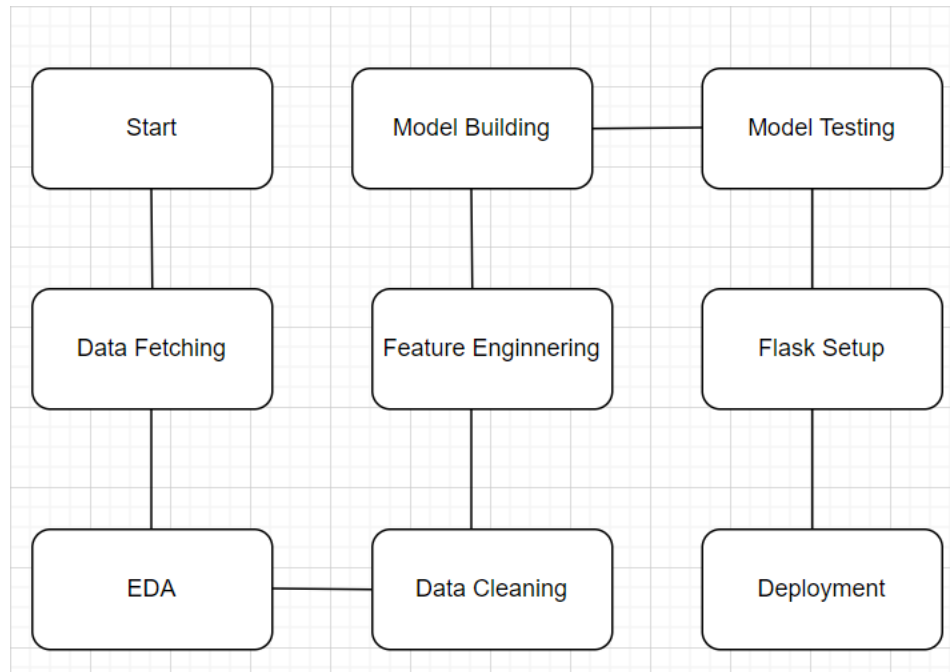 Start
Model Building
Model Testing
Data Fetching
Feature Enginnering
Flask Setup
EDA
Data Cleaning
Deployment